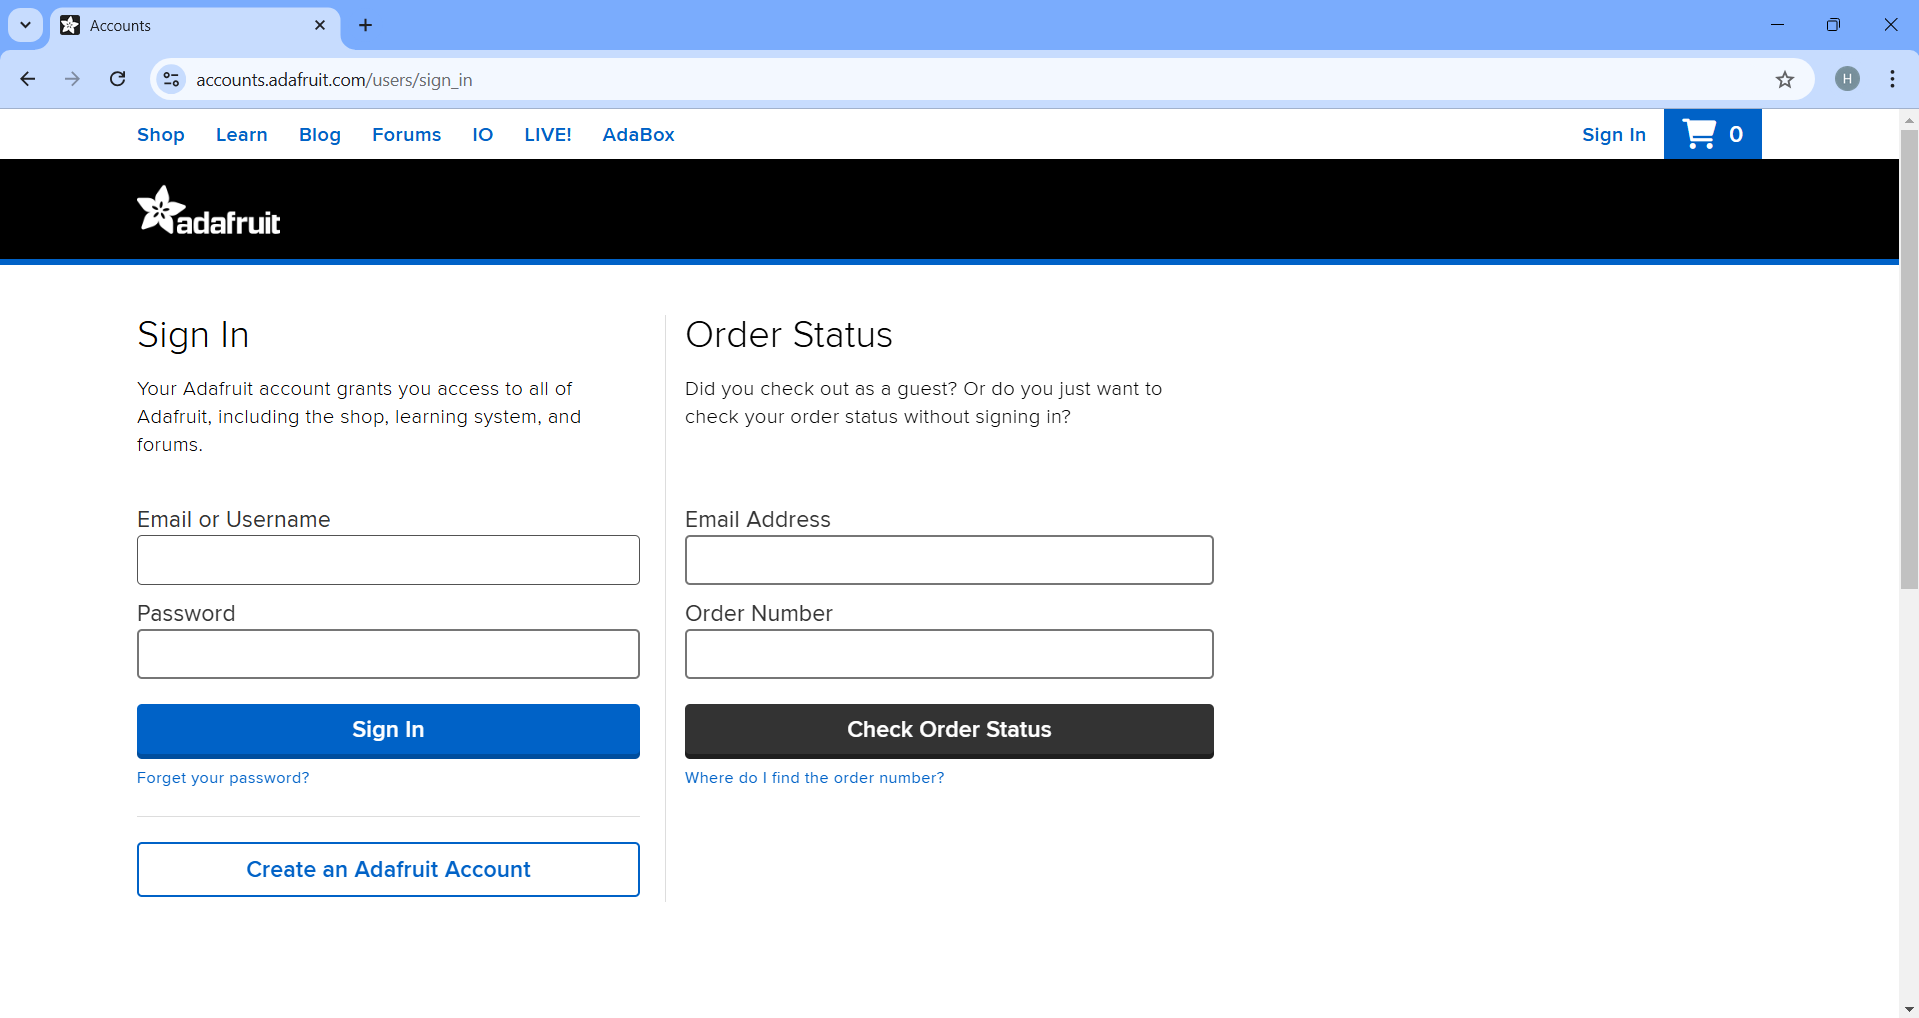 Accounts
accounts.adafruit.com/users/sign_in
H
Shop Learn Blog Forums IO LIVE! AdaBox Sign In 0
adafruit
Sign In
Your Adafruit account grants you access to all of
Adafruit, including the shop, learning system, and
forums.
Email or Username
Password
Sign In
Forget your password?
Create an Adafruit Account
Order Status
Did you check out as a guest? Or do you just want to
check your order status without signing in?
Email Address
Order Number
Check Order Status
Where do I find the order number?